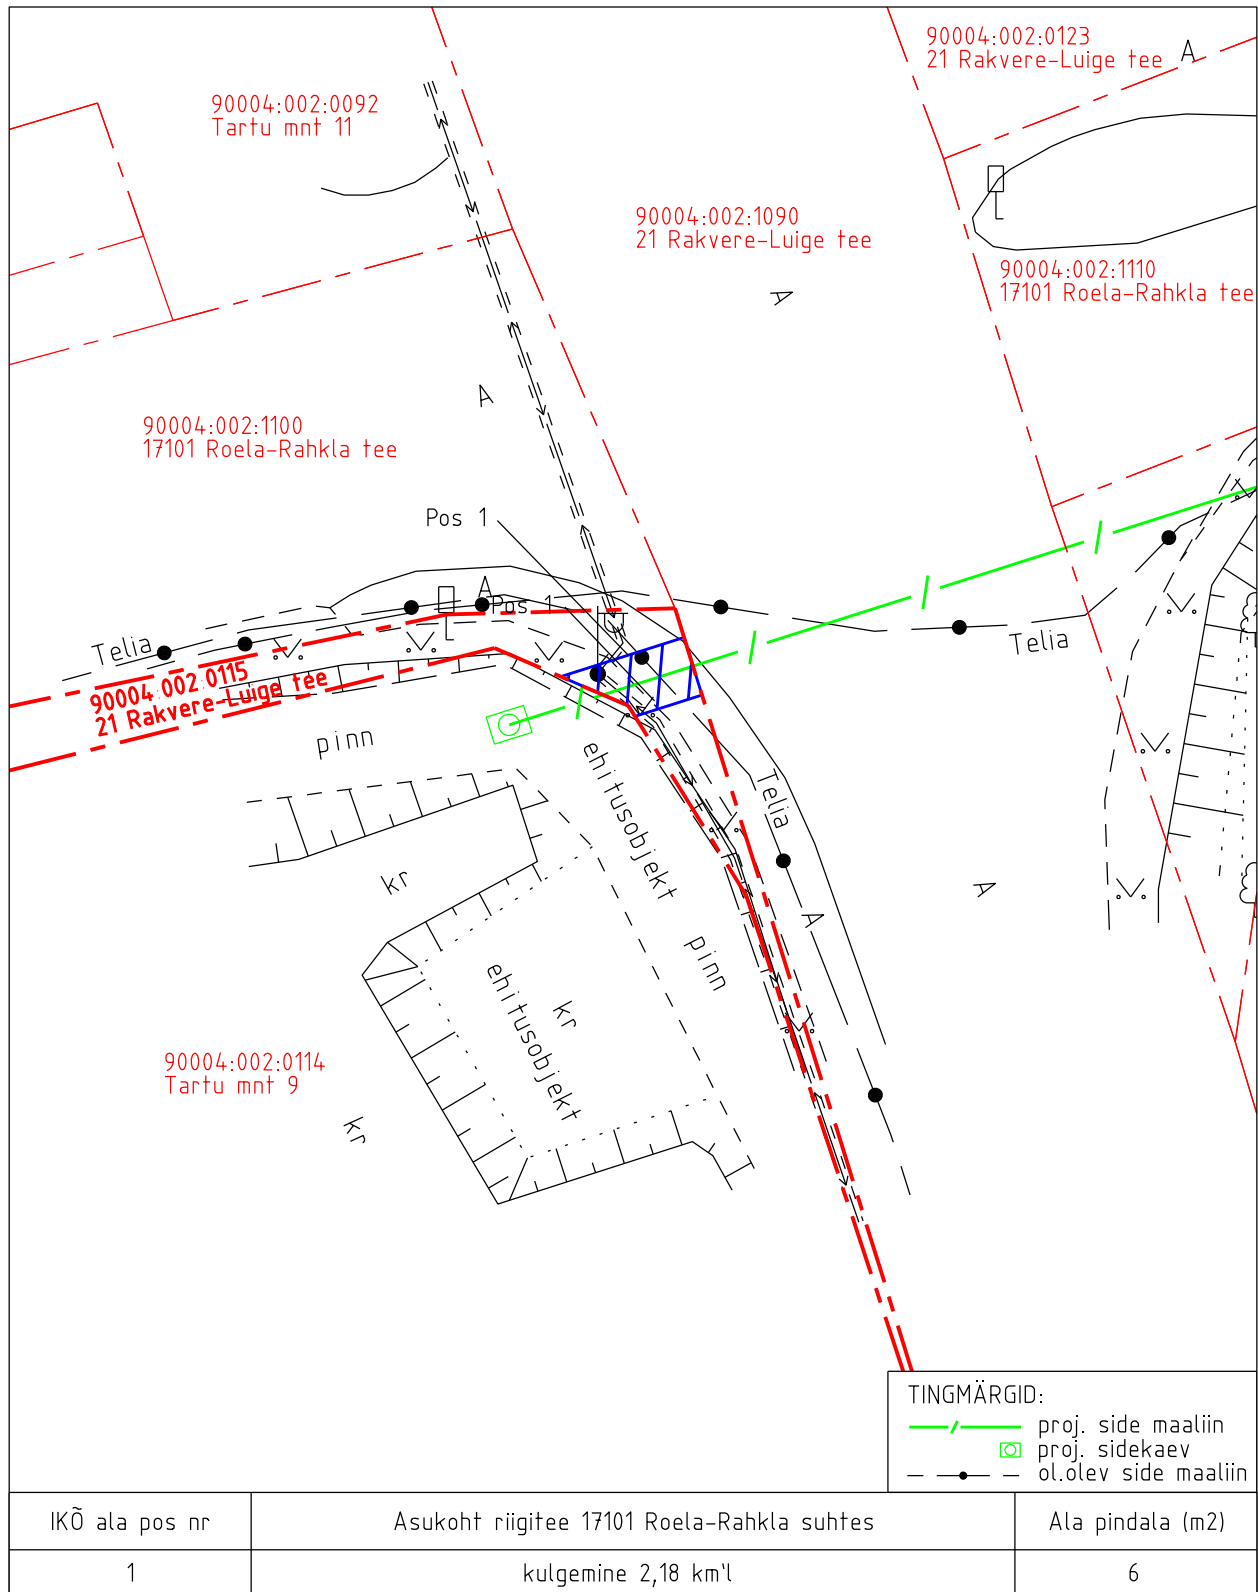 90004:002:0123
21 Rakvere-Luige tee
A
90004:002:0092
Tartu mnt 11
90004:002:1090
21 Rakvere-Luige tee
90004:002:1110
17101 Roela-Rahkla tee
A
A
90004:002:1100
17101 Roela-Rahkla tee
Pos 1
A
Pos 1
Telia
Telia
90004:002:0115
21 Rakvere-Luige tee
pinn
ehitusobjekt
Telia
kr
A
A
pinn
ehitusobjekt
kr
90004:002:0114
Tartu mnt 9
kr
TINGMÄRGID:
proj. side maaliin
proj. sidekaev
ol.olev side maaliin
IKÕ ala pos nr
Asukoht riigitee 17101 Roela-Rahkla suhtes
Ala pindala (m2)
1
kulgemine 2,18 km'l
6